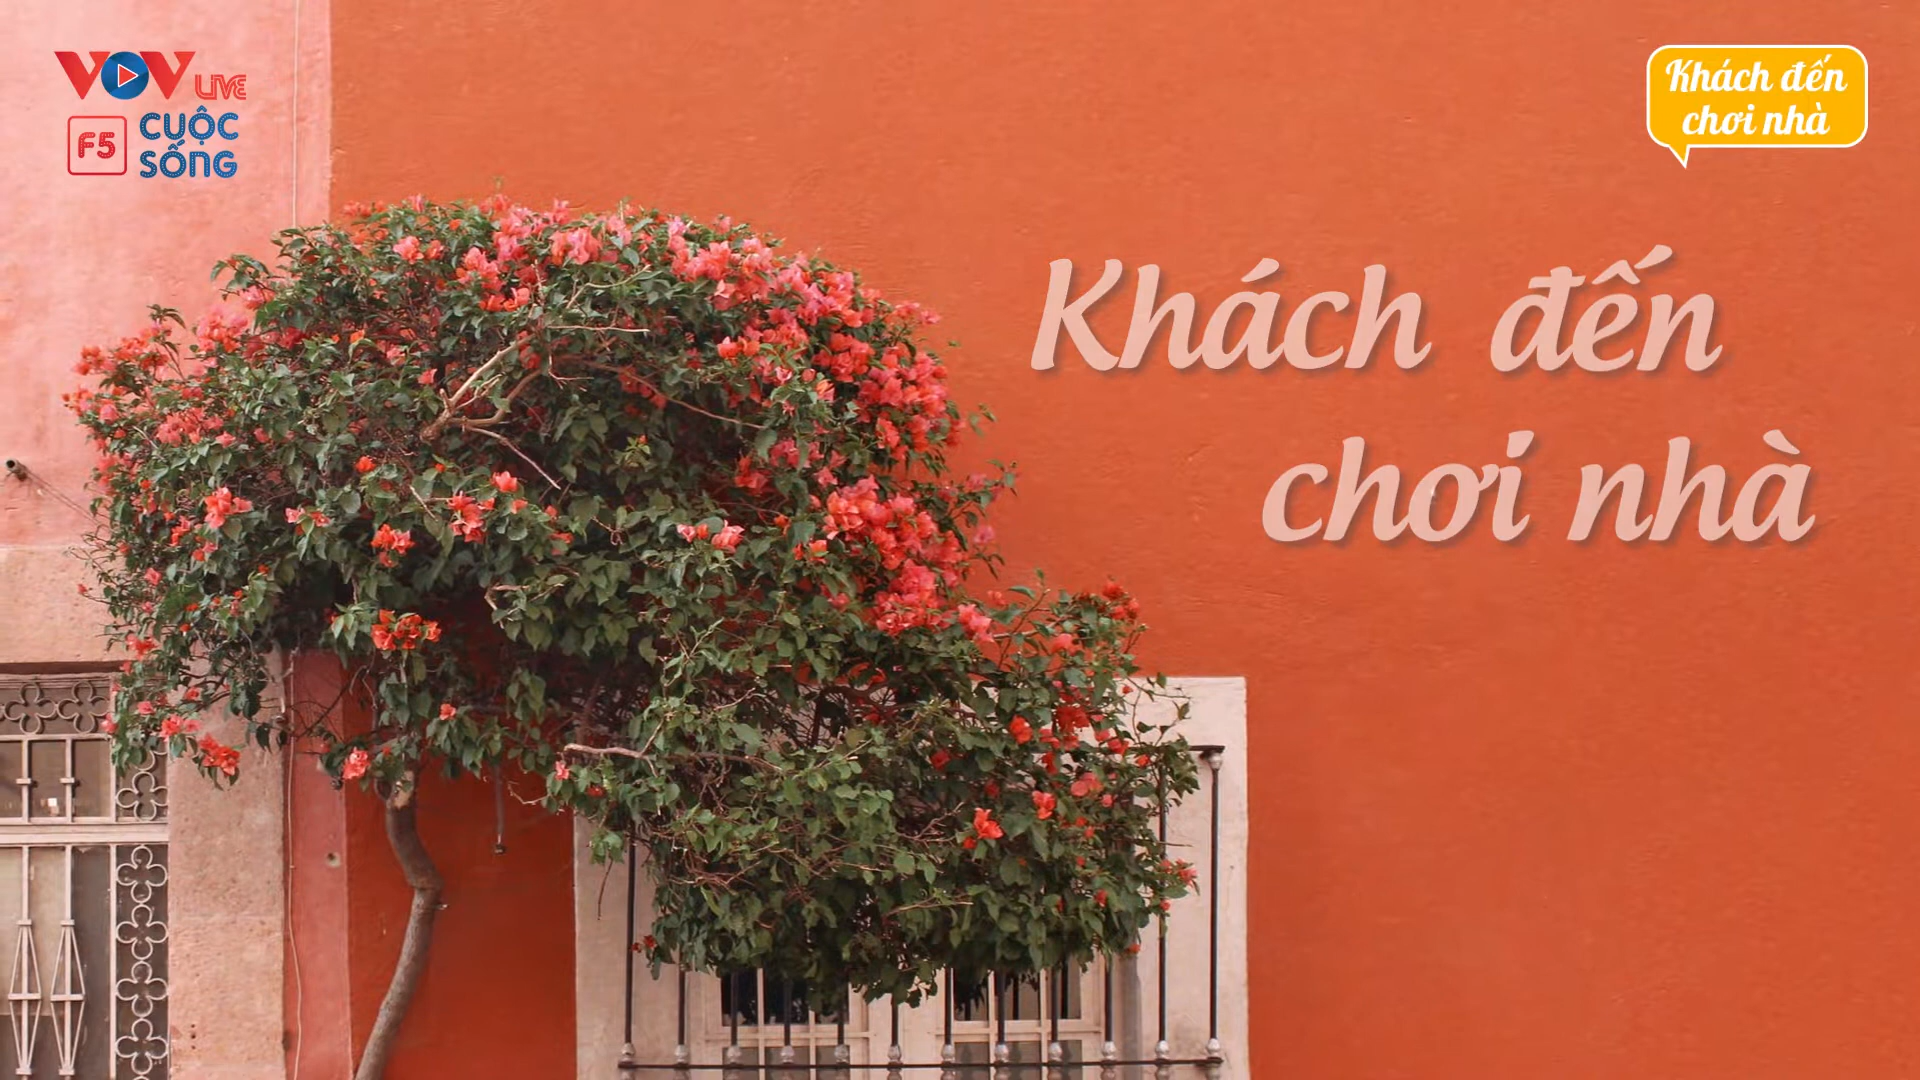 VOV LIVE
F5 CUỘC
SỐNG
Khách đến
chơi nhà
Khách đến
chơi nhà